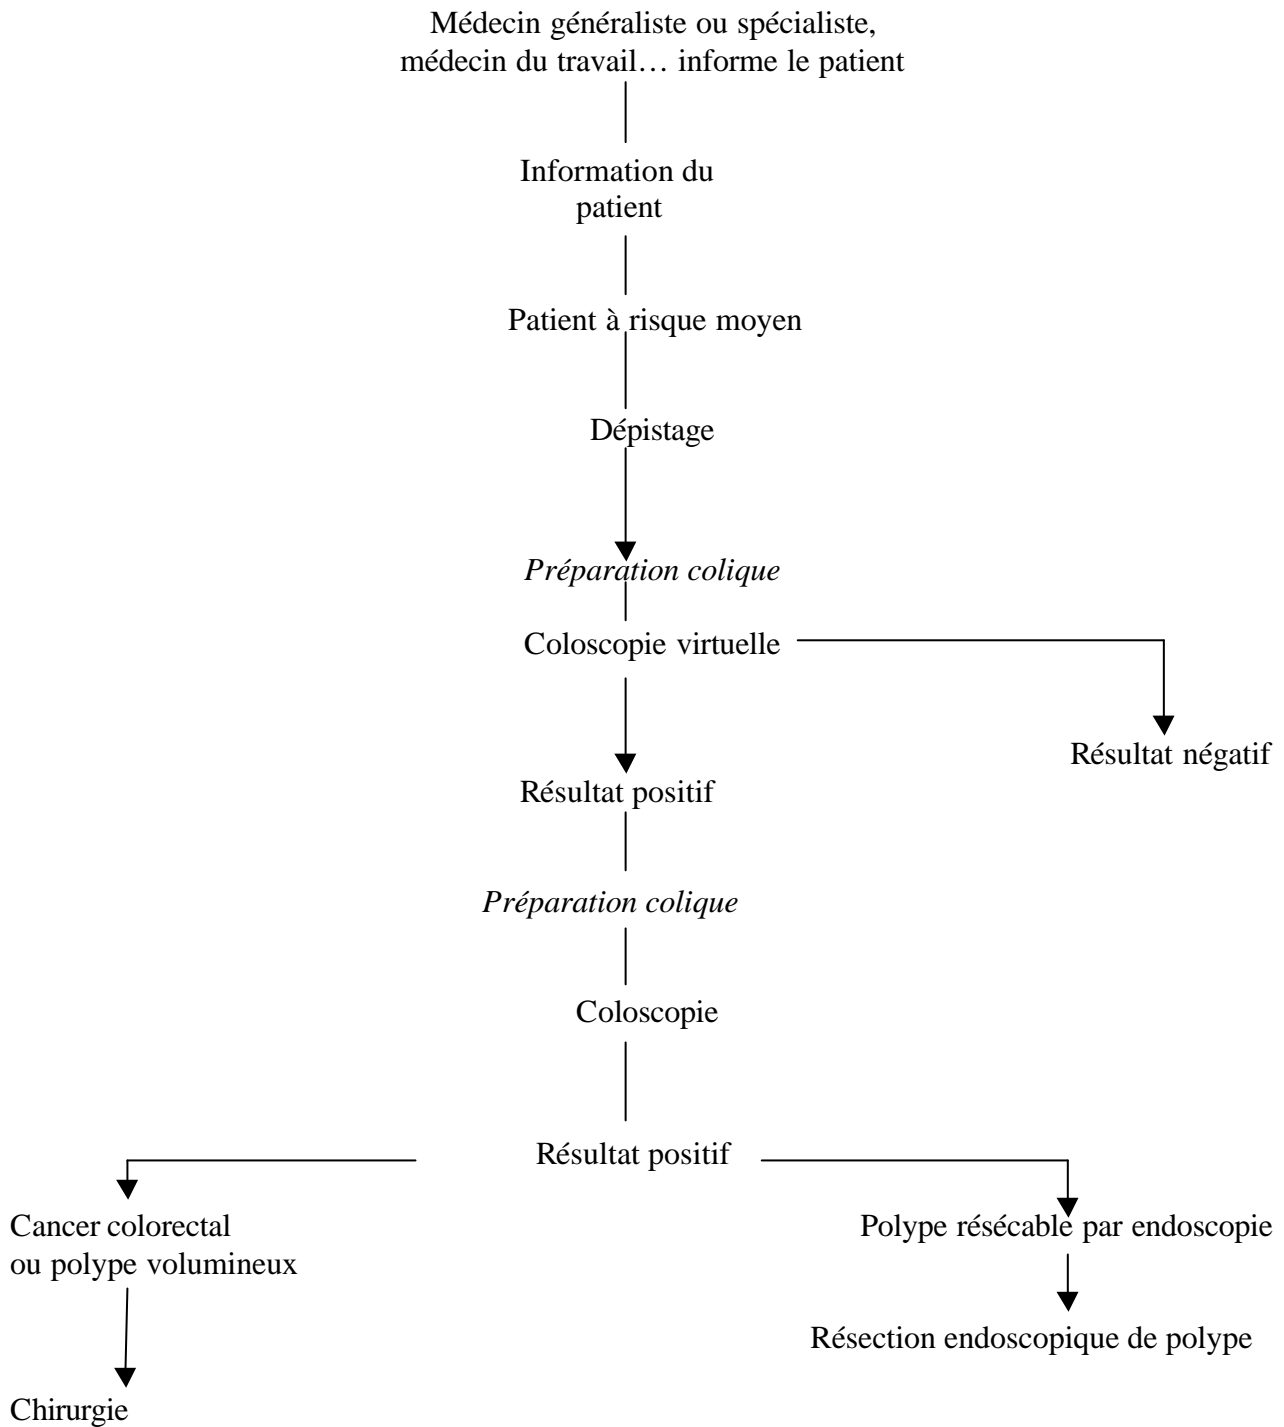 Médecin généraliste ou spécialiste,
médecin du travail… informe le patient
Information du
patient
Patient à risque moyen
Dépistage
Préparation colique
Coloscopie virtuelle
Résultat négatif
Résultat positif
Préparation colique
Coloscopie
Résultat positif
Cancer colorectal
ou polype volumineux
Polype résécable par endoscopie
Résection endoscopique de polype
Chirurgie